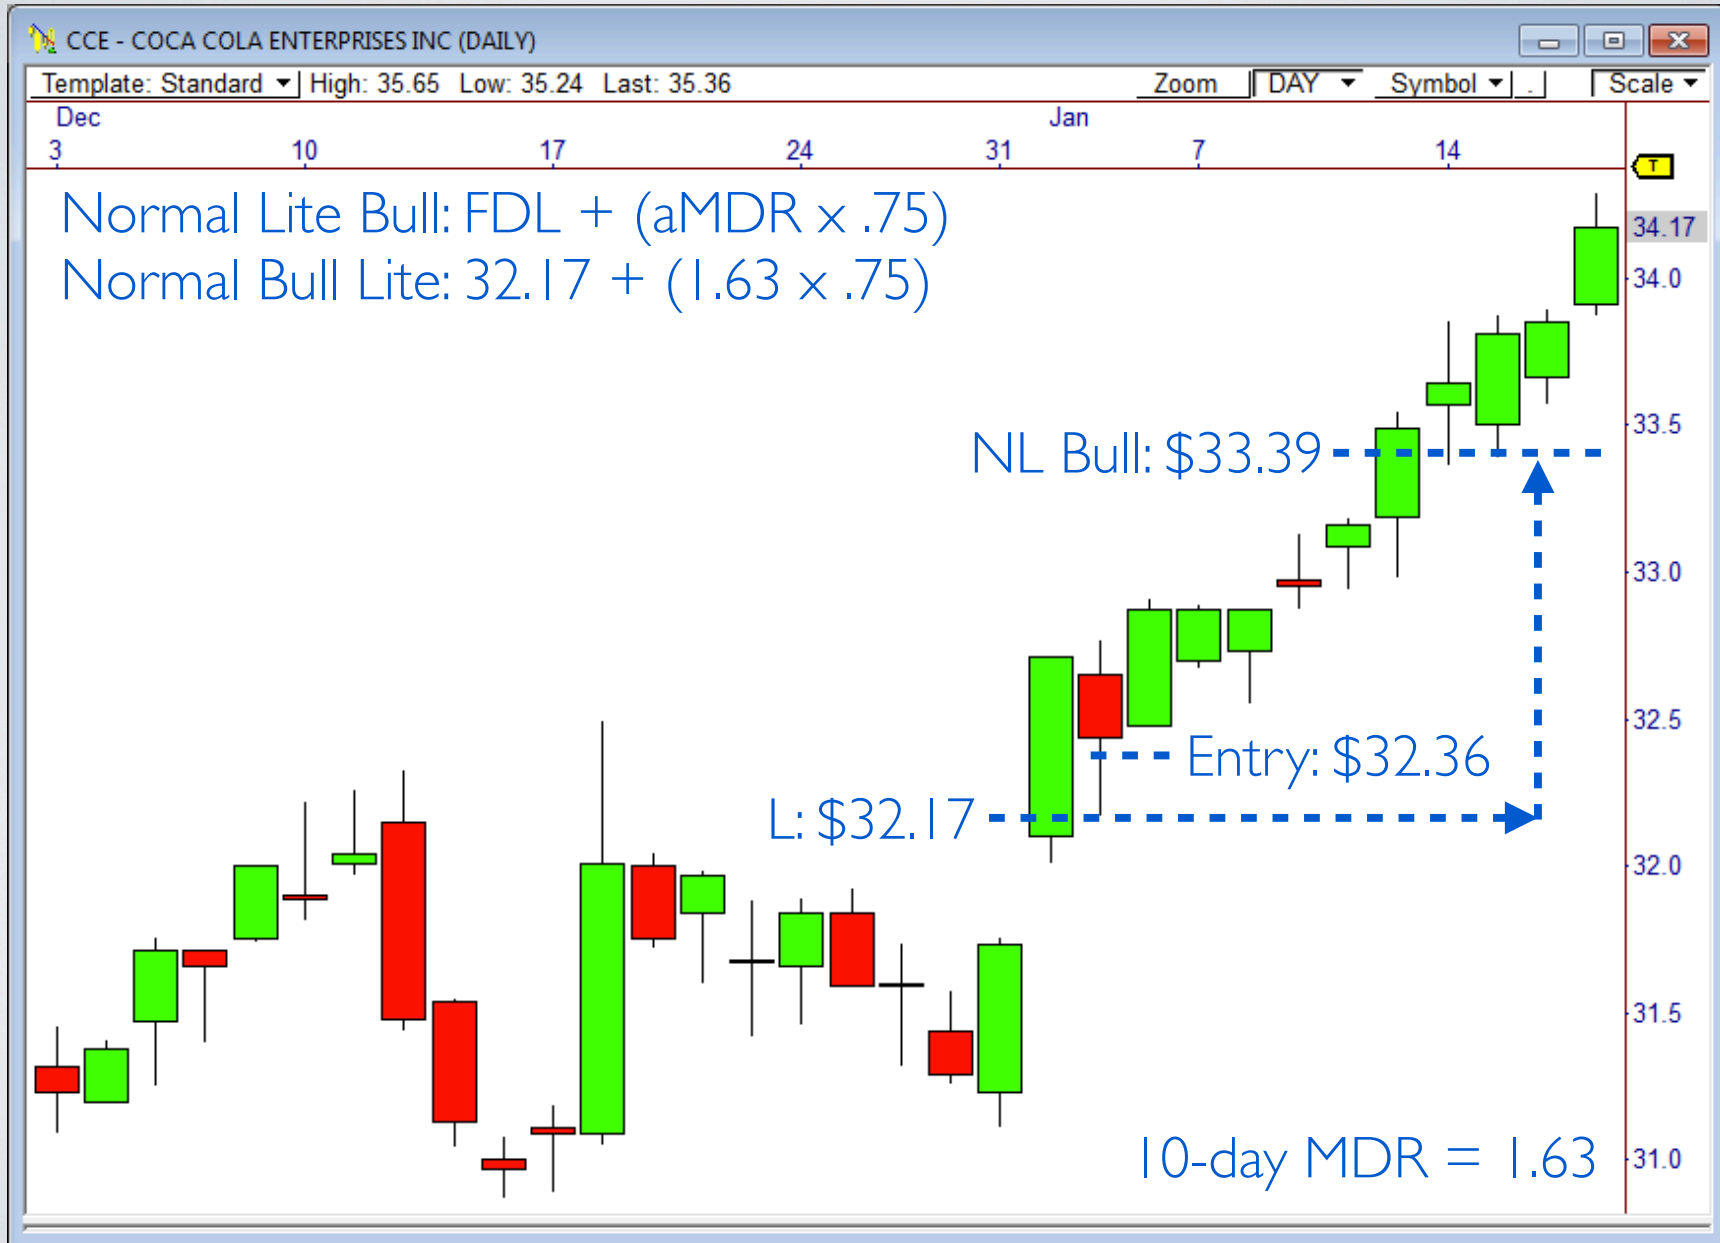 CCE - COCA COLA ENTERPRISES INC (DAILY)
Template: Standard High: 35.65 Low: 35.24 Last: 35.36 Zoom DAY Symbol . Scale
Dec Jan
3 10 17 24 31 7 14
T
Normal Lite Bull: FDL + (aMDR x .75)
34.17
Normal Bull Lite: 32.17 + (1.63 x .75)
34.0
33.5
NL Bull: $33.39
33.0
32.5
Entry: $32.36
L: $32.17
32.0
31.5
10-day MDR = 1.63
31.0